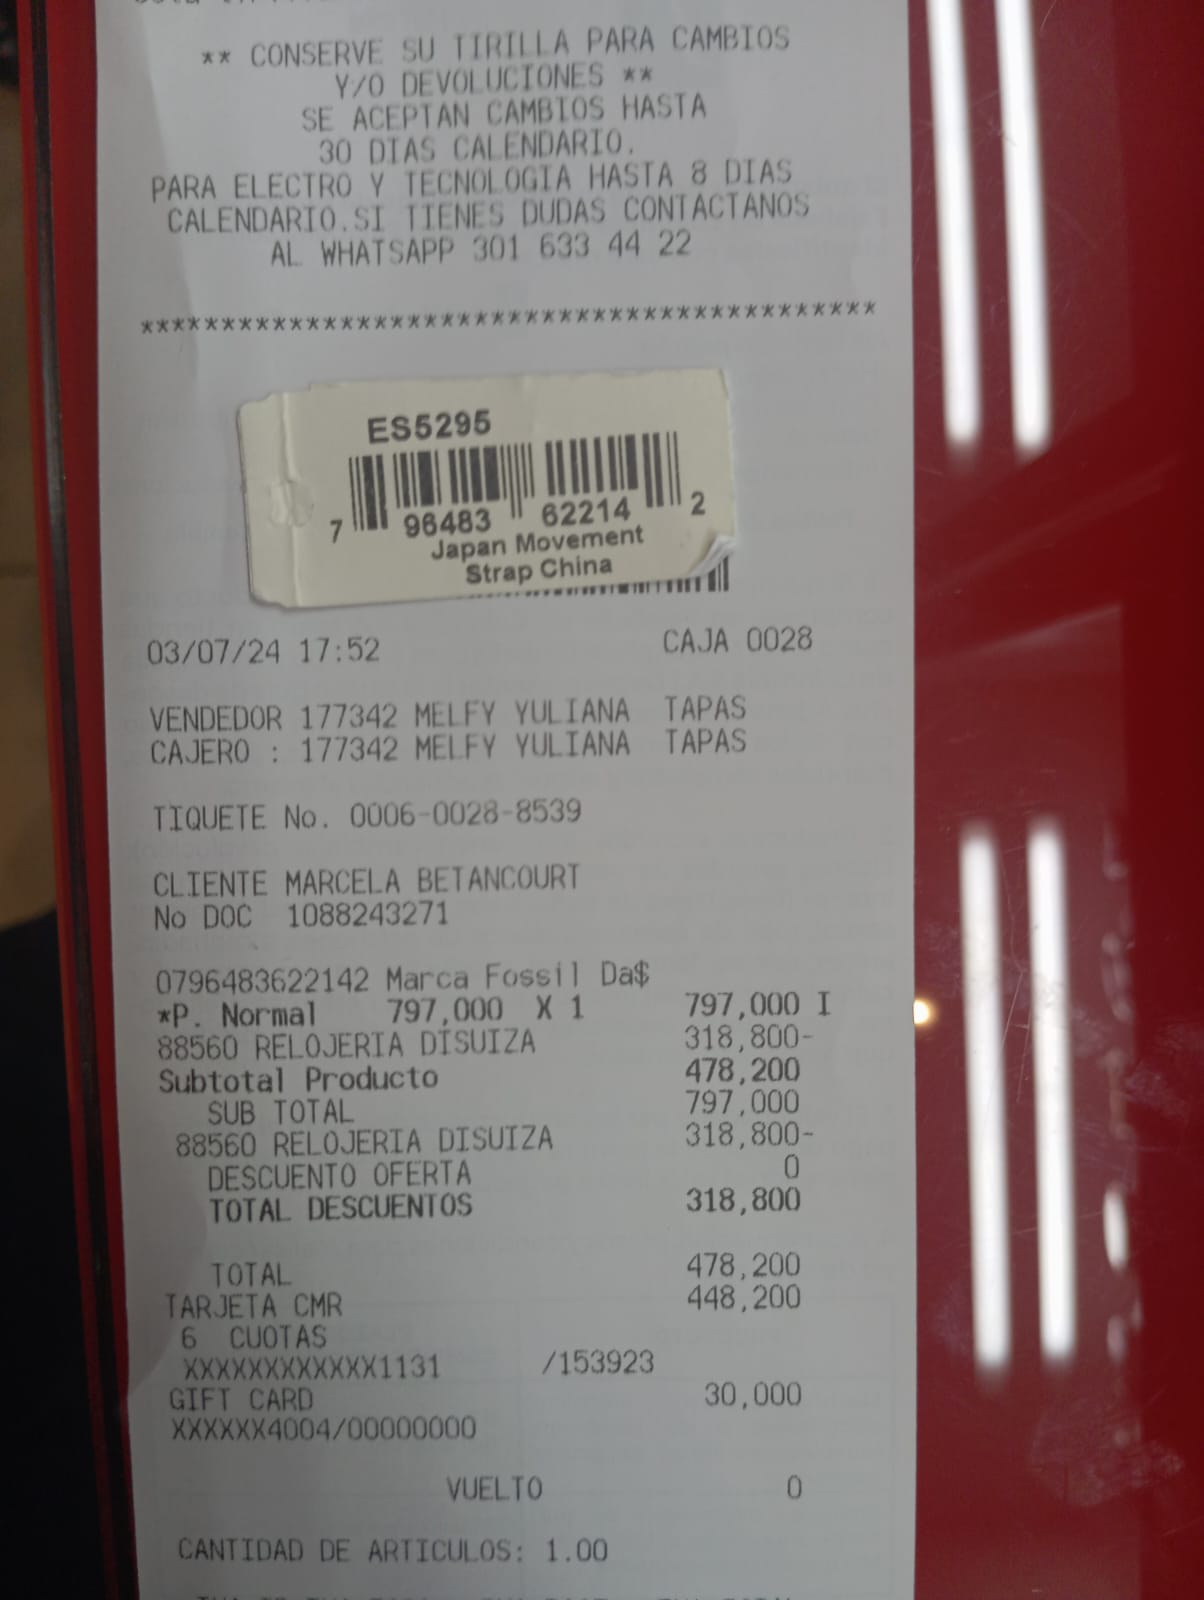 ** CONSERVE SU TIRILLA PARA CAMBIOS
Y/O DEVOLUCIONES **
SE ACEPTAN CAMBIOS HASTA
30 DIAS CALENDARIO.
PARA ELECTRO Y TECNOLOGIA HASTA 8 DIAS
CALENDARIO.SI TIENES DUDAS CONTACTANOS
AL WHATSAPP 301 633 44 22
********************************************
ES5295
7 96483 62214 2
Japan Movement
Strap China
03/07/24 17:52 CAJA 0028
VENDEDOR 177342 MELFY YULIANA TAPAS
CAJERO : 177342 MELFY YULIANA TAPAS
TIQUETE No. 0006-0028-8539
CLIENTE MARCELA BETANCOURT
No DOC 1088243271
0796483622142 Marca Fossil Da$
*P. Normal 797,000 X 1 797,000 I
88560 RELOJERIA DISUIZA 318,800-
Subtotal Producto 478,200
SUB TOTAL 797,000
88560 RELOJERIA DISUIZA 318,800-
DESCUENTO OFERTA 0
TOTAL DESCUENTOS 318,800
TOTAL 478,200
TARJETA CMR 448,200
6 CUOTAS
XXXXXXXXXXXX1131 /153923
GIFT CARD 30,000
XXXXXX4004/00000000
VUELTO 0
CANTIDAD DE ARTICULOS: 1.00